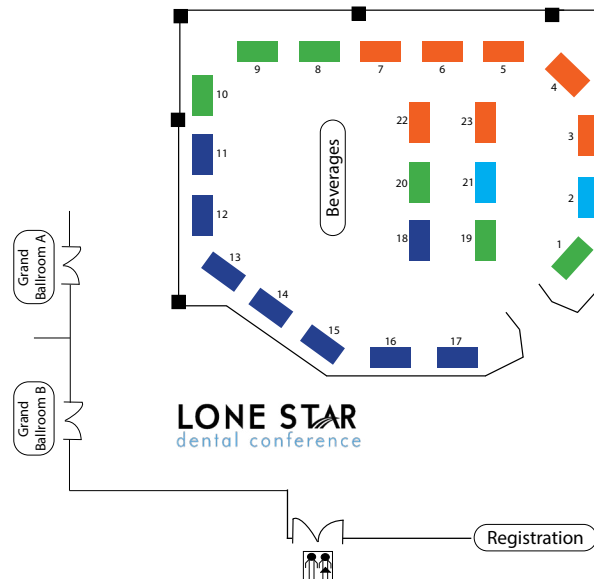 9
8
7
6
5
4
10
3
22
23
11
2
20
21
12
1
18
19
Beverages
13
14
15
16
17
Grand
Ballroom A
Grand
Ballroom B
LONE STAR
dental conference
Registration